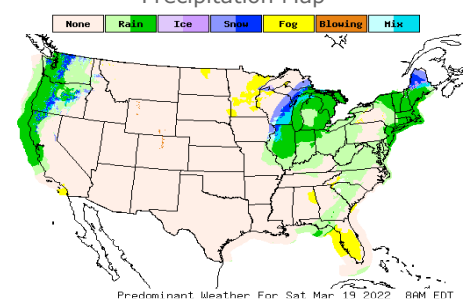 Precipitation Map
None Rain Ice Snow Fog Blowing Mix
Predominant Weather For Sat Mar 19 2022 8AM EDT